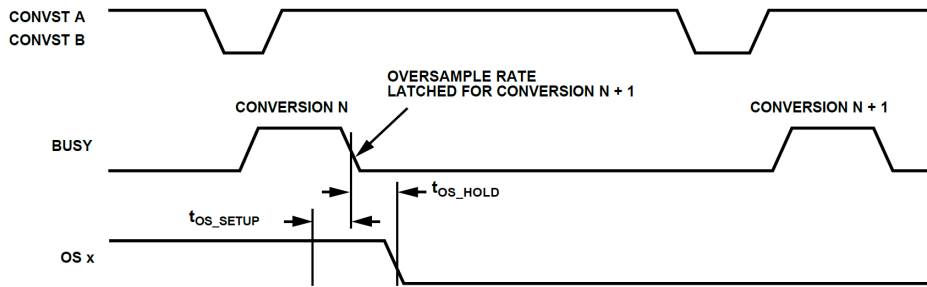 CONVST A
CONVST B
OVERSAMPLE RATE
LATCHED FOR CONVERSION N + 1
CONVERSION N
CONVERSION N + 1
BUSY
tOS_HOLD
tOS_SETUP
OS x